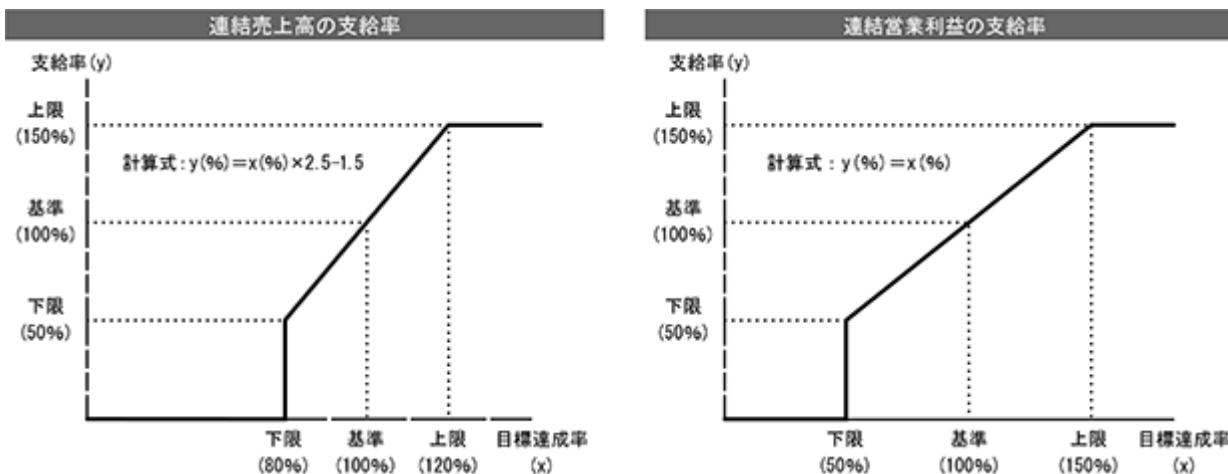 連結売上高の支給率
支給率(y)
上限
(150%)
計算式:y(%)=x(%)×2.5-1.5
基準
(100%)
下限
(50%)
下限
(80%)
基準
(100%)
上限
(120%)
目標達成率
(x)
連結営業利益の支給率
支給率(y)
上限
(150%)
計算式:y(%)=x(%)
基準
(100%)
下限
(50%)
下限
(50%)
基準
(100%)
上限
(150%)
目標達成率
(x)